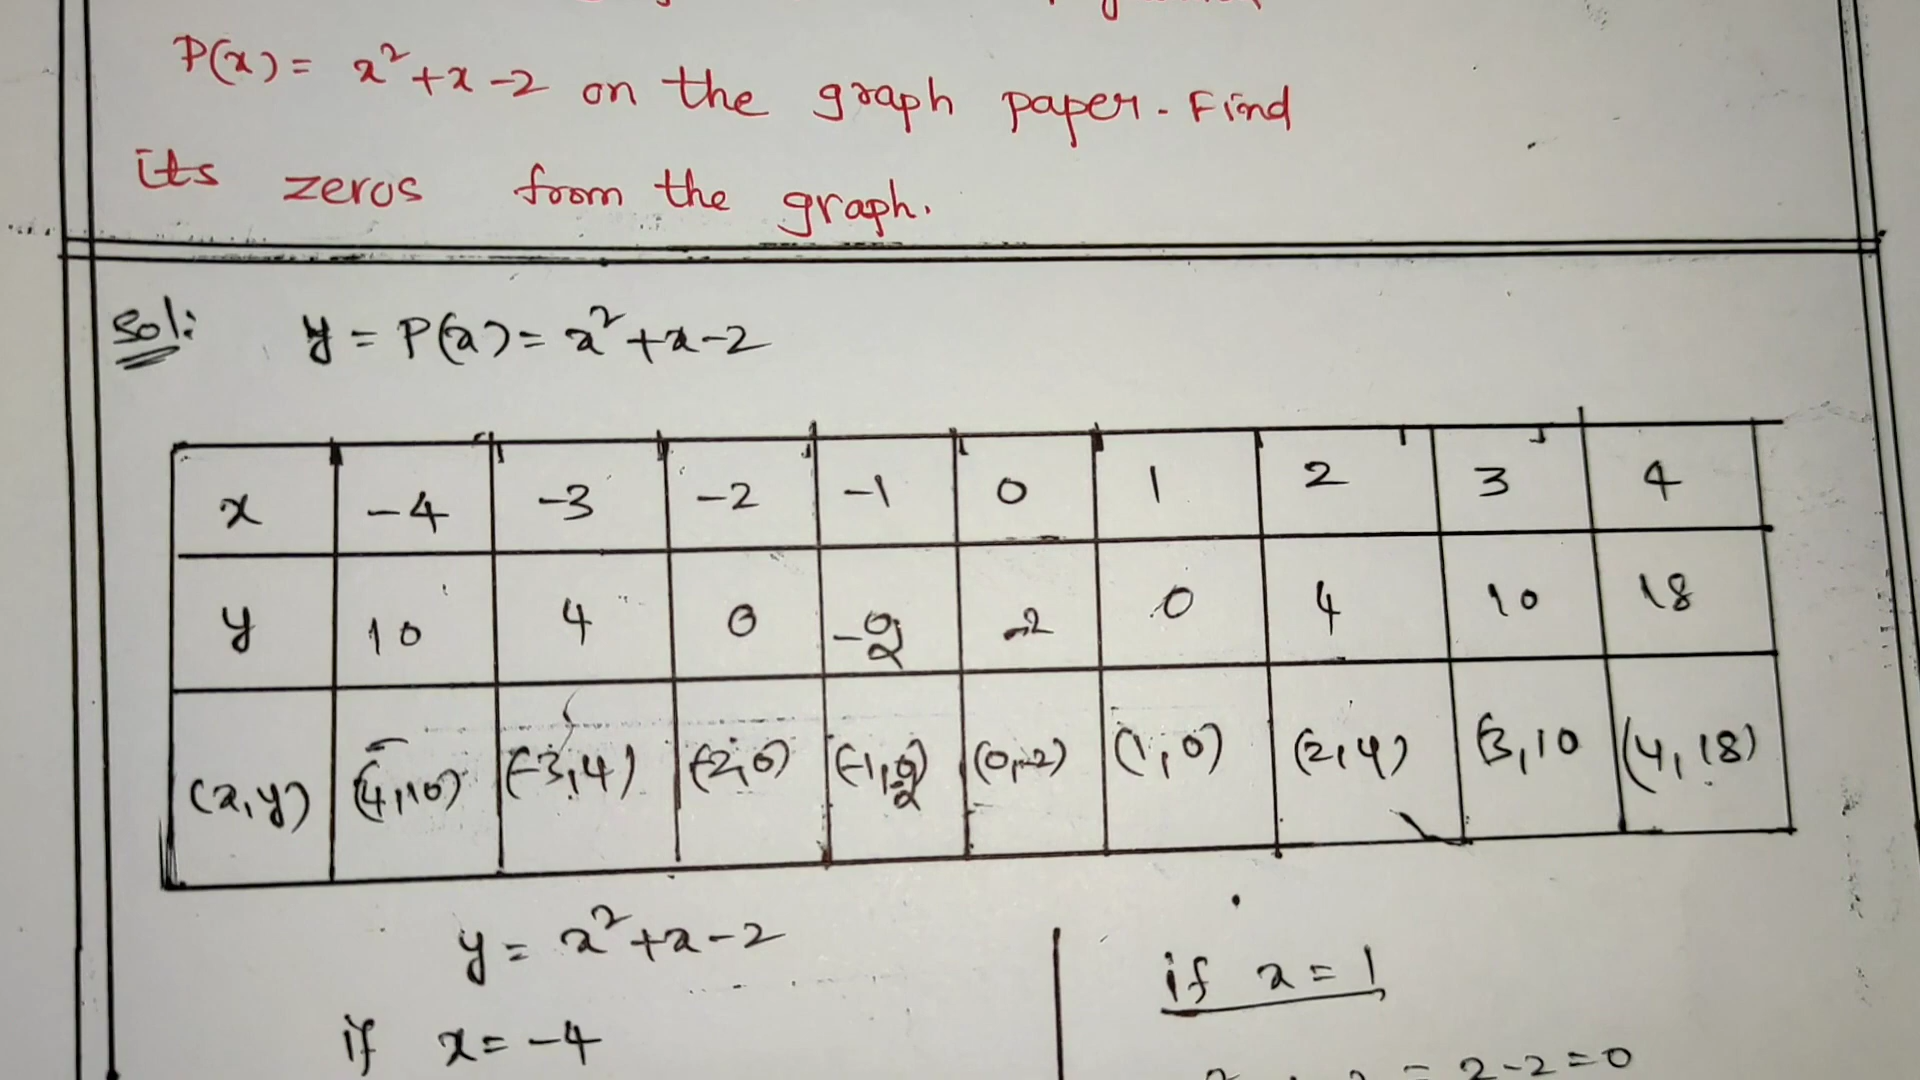 P(x) = x²+x-2 on the graph paper. Find
its zeros from the graph.
Sol: y = P(x) = x²+x-2
x -4 -3 -2 -1 0 1 2 3 4
y 10 4 0 -2 -2 0 4 10 18
(x,y) (-4,10) (-3,4) (-2,0) (-1,-2) (0,-2) (1,0) (2,4) (3,10 (4,18)
y = x²+x-2
if x = -4
if x = 1
= 2-2=0